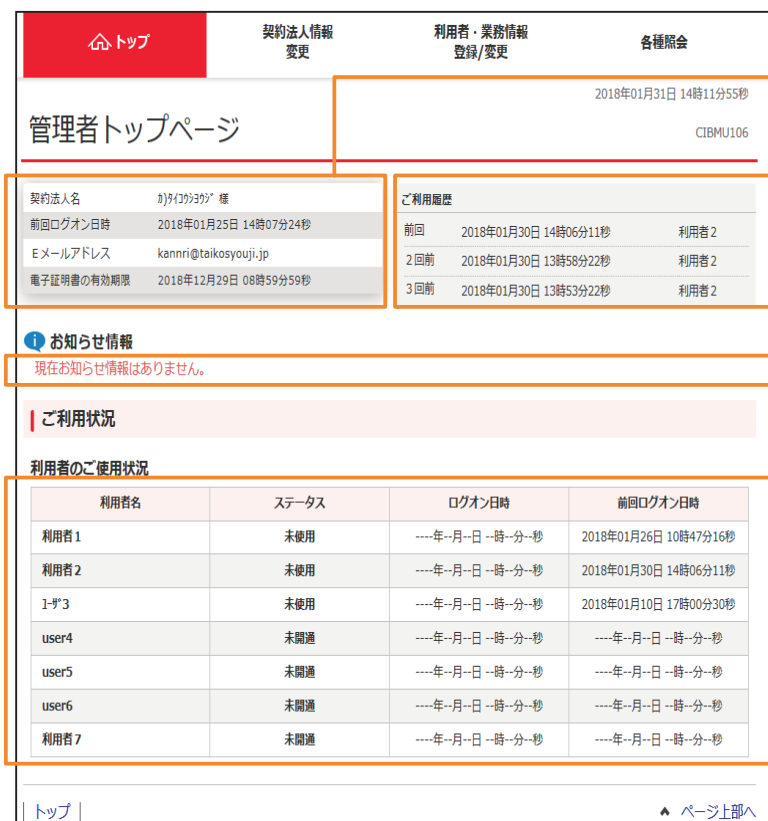 トップ
契約法人情報
変更
利用者・業務情報
登録/変更
各種照会
2018年01月31日 14時11分55秒
管理者トップページ
CIBMU106
契約法人名 ｶ)ﾀｲｺｳｼﾖｳｼﾞ 様
前回ログオン日時 2018年01月25日 14時07分24秒
Eメールアドレス kannri@taikosyouji.jp
電子証明書の有効期限 2018年12月29日 08時59分59秒
ご利用履歴
前回 2018年01月30日 14時06分11秒 利用者2
2回前 2018年01月30日 13時58分22秒 利用者2
3回前 2018年01月30日 13時53分22秒 利用者2
お知らせ情報
現在お知らせ情報はありません。
ご利用状況
利用者のご使用状況
利用者名 ステータス ログオン日時 前回ログオン日時
利用者1 未使用 ----年--月--日 --時--分--秒 2018年01月26日 10時47分16秒
利用者2 未使用 ----年--月--日 --時--分--秒 2018年01月30日 14時06分11秒
ﾕｰｻﾞ3 未使用 ----年--月--日 --時--分--秒 2018年01月10日 17時00分30秒
user4 未開通 ----年--月--日 --時--分--秒 ----年--月--日 --時--分--秒
user5 未開通 ----年--月--日 --時--分--秒 ----年--月--日 --時--分--秒
user6 未開通 ----年--月--日 --時--分--秒 ----年--月--日 --時--分--秒
利用者7 未開通 ----年--月--日 --時--分--秒 ----年--月--日 --時--分--秒
| トップ |
▲ ページ上部へ